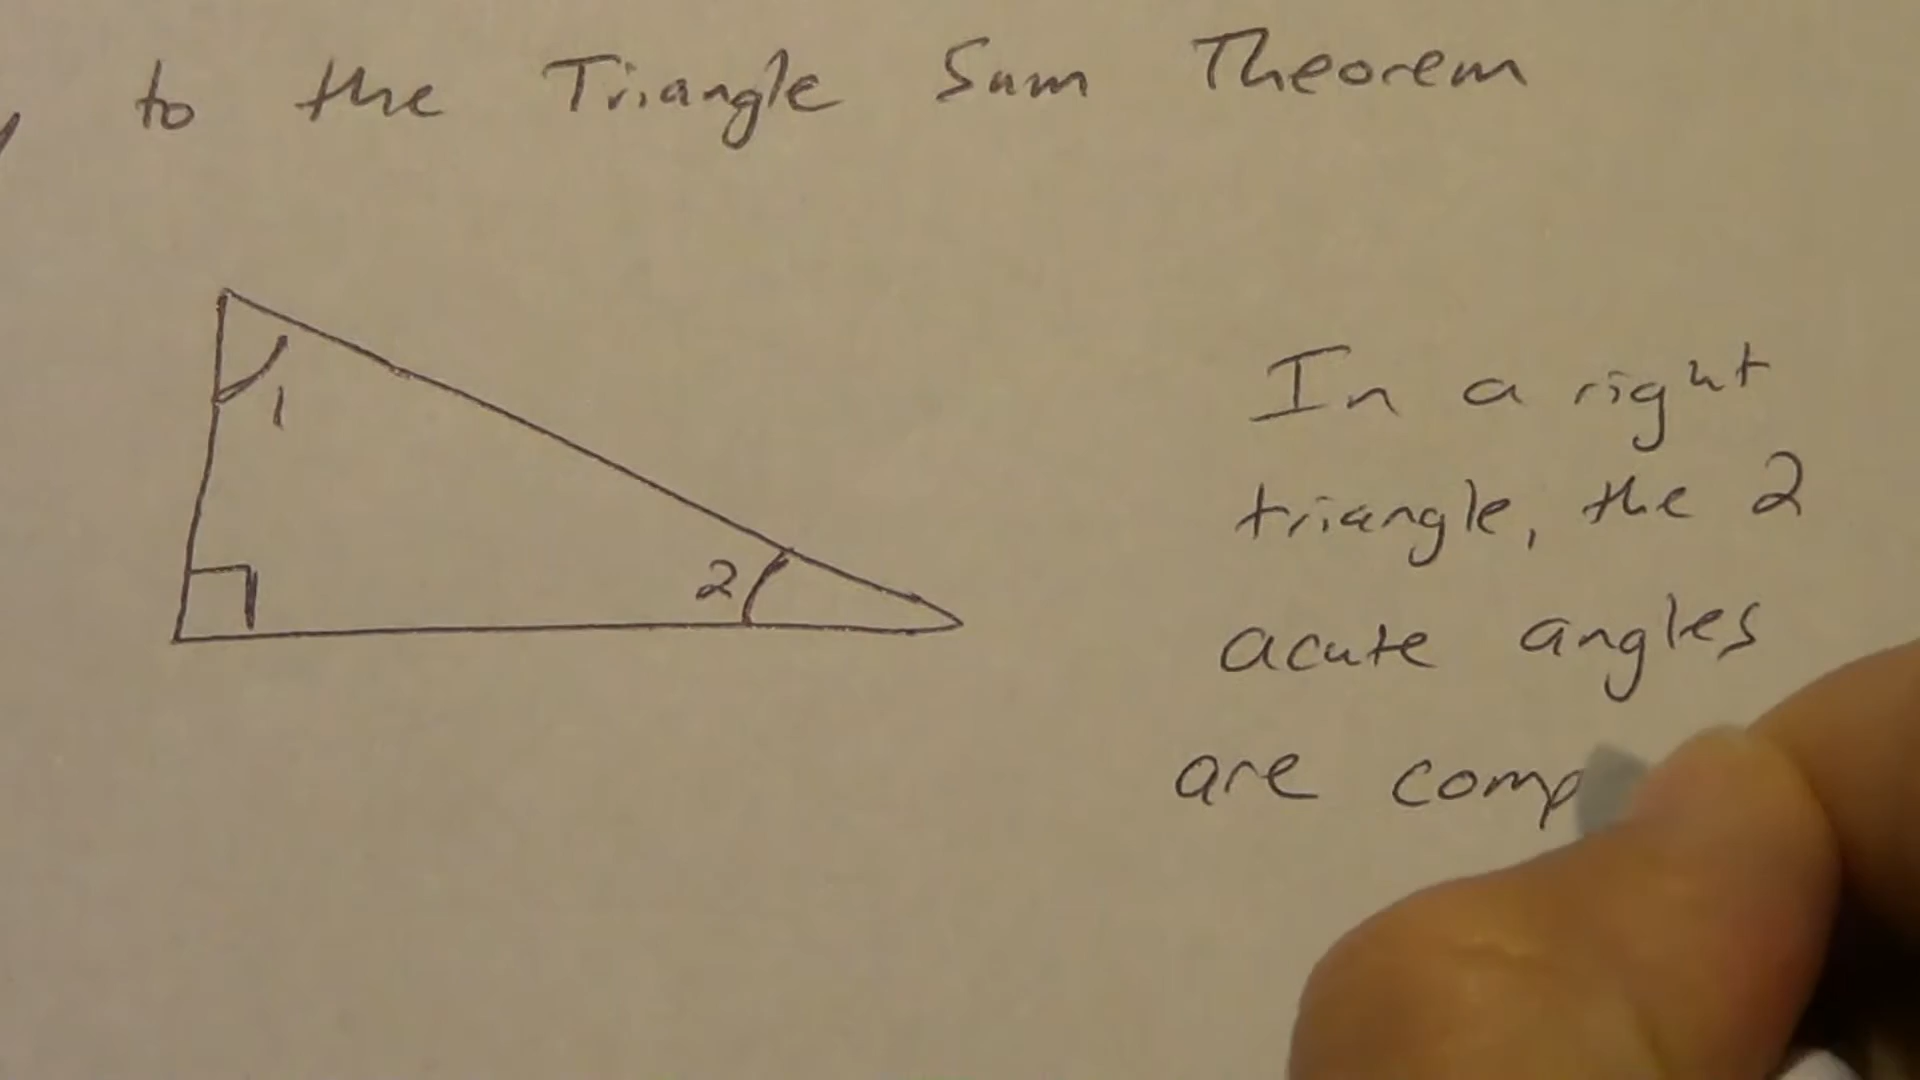 to the Triangle Sum Theorem
In a right
triangle, the 2
acute angles
are comp
1
2